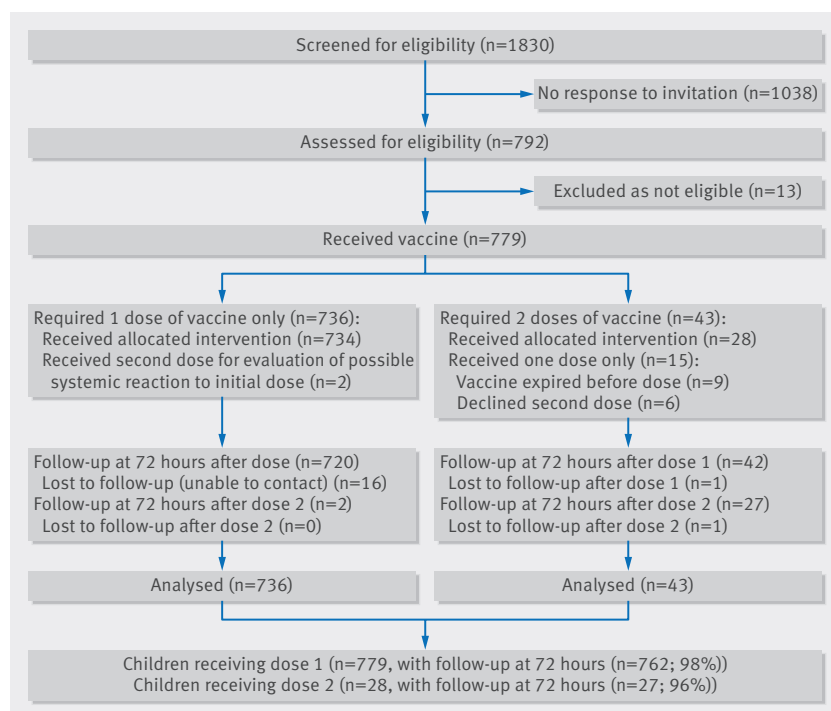 Screened for eligibility (n=1830)
No response to invitation (n=1038)
Assessed for eligibility (n=792)
Excluded as not eligible (n=13)
Received vaccine (n=779)
Required 1 dose of vaccine only (n=736):
Received allocated intervention (n=734)
Received second dose for evaluation of possible
systemic reaction to initial dose (n=2)
Required 2 doses of vaccine (n=43):
Received allocated intervention (n=28)
Received one dose only (n=15):
Vaccine expired before dose (n=9)
Declined second dose (n=6)
Follow-up at 72 hours after dose (n=720)
Lost to follow-up (unable to contact) (n=16)
Follow-up at 72 hours after dose 2 (n=2)
Lost to follow-up after dose 2 (n=0)
Follow-up at 72 hours after dose 1 (n=42)
Lost to follow-up after dose 1 (n=1)
Follow-up at 72 hours after dose 2 (n=27)
Lost to follow-up after dose 2 (n=1)
Analysed (n=736)
Analysed (n=43)
Children receiving dose 1 (n=779, with follow-up at 72 hours (n=762; 98%))
Children receiving dose 2 (n=28, with follow-up at 72 hours (n=27; 96%))